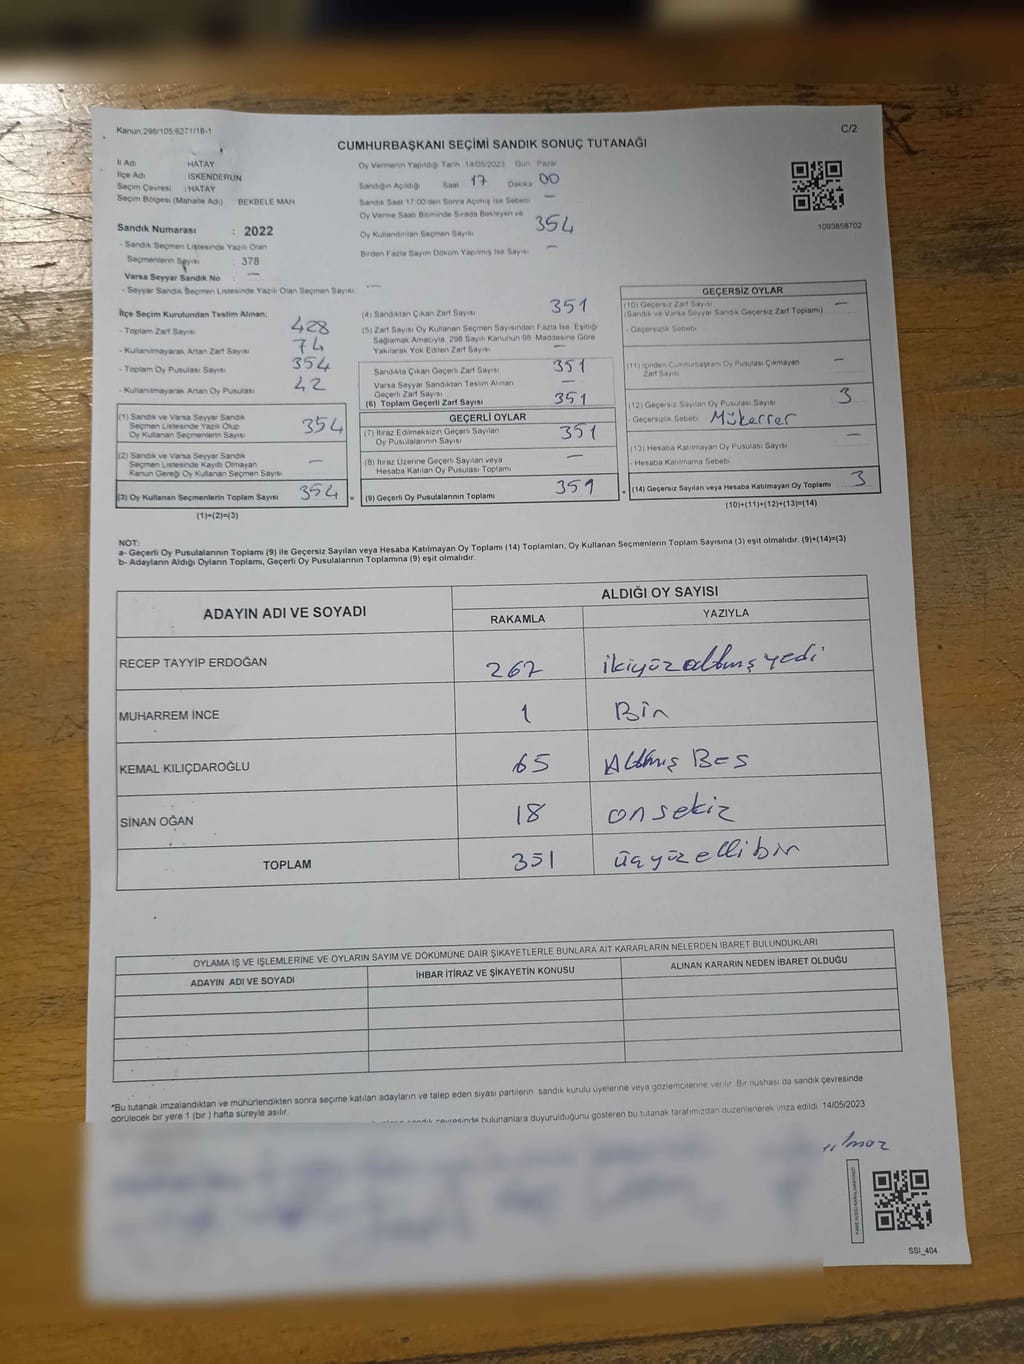 Kanun,298/105;6271/18-1
C/2
CUMHURBAŞKANI SEÇİMİ SANDIK SONUÇ TUTANAĞI
İl Adı HATAY
İlçe Adı İSKENDERUN
Seçim Çevresi : HATAY
Seçim Bölgesi (Mahalle Adı) BEKBELE MAH
Sandık Numarası : 2022
- Sandık Seçmen Listesinde Yazılı Olan
Seçmenlerin Sayısı : 378
Varsa Seyyar Sandık No : —
- Seyyar Sandık Seçmen Listesinde Yazılı Olan Seçmen Sayısı : —
Oy Vermenin Yapıldığı Tarih 14/05/2023 Gün Pazar
Sandığın Açıldığı Saat 17 Dakika 00
Sandık Saat 17:00'den Sonra Açılmış İse Sebebi —
Oy Verme Saati Bitiminde Sırada Bekleyen ve
Oy Kullandırılan Seçmen Sayısı 354
Birden Fazla Sayım Döküm Yapılmış İse Sayısı —
1093858702
İlçe Seçim Kurulundan Teslim Alınan;
- Toplam Zarf Sayısı 428
- Kullanılmayarak Artan Zarf Sayısı 74
- Toplam Oy Pusulası Sayısı 354
- Kullanılmayarak Artan Oy Pusulası 42
(1) Sandık ve Varsa Seyyar Sandık
Seçmen Listesinde Yazılı Olup
Oy Kullanan Seçmenlerin Sayısı 354
(2) Sandık ve Varsa Seyyar Sandık
Seçmen Listesinde Kayıtlı Olmayan
Kanun Gereği Oy Kullanan Seçmen Sayısı —
(3) Oy Kullanan Seçmenlerin Toplam Sayısı 354 =
(1)+(2)=(3)
(4) Sandıktan Çıkan Zarf Sayısı 351
(5) Zarf Sayısı Oy Kullanan Seçmen Sayısından Fazla İse, Eşitliği
Sağlamak Amacıyla, 298 Sayılı Kanunun 98. Maddesine Göre
Yakılarak Yok Edilen Zarf Sayısı —
Sandıkta Çıkan Geçerli Zarf Sayısı 351
Varsa Seyyar Sandıktan Teslim Alınan
Geçerli Zarf Sayısı —
(6) Toplam Geçerli Zarf Sayısı 351
GEÇERLİ OYLAR
(7) İtiraz Edilmeksizin Geçerli Sayılan
Oy Pusulalarının Sayısı 351
(8) İtiraz Üzerine Geçerli Sayılan veya
Hesaba Katılan Oy Pusulası Toplamı —
(9) Geçerli Oy Pusulalarının Toplamı 351 +
GEÇERSİZ OYLAR
(10) Geçersiz Zarf Sayısı —
(Sandık ve Varsa Seyyar Sandık Geçersiz Zarf Toplamı)
- Geçersizlik Sebebi
(11) İçinden Cumhurbaşkanı Oy Pusulası Çıkmayan
Zarf Sayısı —
(12) Geçersiz Sayılan Oy Pusulası Sayısı 3
- Geçersizlik Sebebi Mükerrer
(13) Hesaba Katılmayan Oy Pusulası Sayısı —
- Hesaba Katılmama Sebebi
(14) Geçersiz Sayılan veya Hesaba Katılmayan Oy Toplamı 3
(10)+(11)+(12)+(13)=(14)
NOT:
a- Geçerli Oy Pusulalarının Toplamı (9) ile Geçersiz Sayılan veya Hesaba Katılmayan Oy Toplamı (14) Toplamları, Oy Kullanan Seçmenlerin Toplam Sayısına (3) eşit olmalıdır. (9)+(14)=(3)
b- Adayların Aldığı Oyların Toplamı, Geçerli Oy Pusulalarının Toplamına (9) eşit olmalıdır.
ADAYIN ADI VE SOYADI
ALDIĞI OY SAYISI
RAKAMLA YAZIYLA
RECEP TAYYİP ERDOĞAN 267 ikiyüzaltmışyedi
MUHARREM İNCE 1 Bir
KEMAL KILIÇDAROĞLU 65 Altmış Beş
SİNAN OĞAN 18 onsekiz
TOPLAM 351 üçyüzellibir
OYLAMA İŞ VE İŞLEMLERİNE VE OYLARIN SAYIM VE DÖKÜMÜNE DAİR ŞİKAYETLERLE BUNLARA AİT KARARLARIN NELERDEN İBARET BULUNDUKLARI
ADAYIN ADI VE SOYADI İHBAR İTİRAZ VE ŞİKAYETİN KONUSU ALINAN KARARIN NEDEN İBARET OLDUĞU
*Bu tutanak imzalandıktan ve mühürlendikten sonra seçime katılan adayların ve talep eden siyasi partilerin sandık kurulu üyelerine veya gözlemcilerine verilir. Bir nüshası da sandık çevresinde
görülecek bir yere 1 (bir ) hafta süreyle asılır.
sandık çevresinde bulunanlara duyurulduğunu gösteren bu tutanak tarafımızdan düzenlenerek imza edildi. 14/05/2023
SSI_404